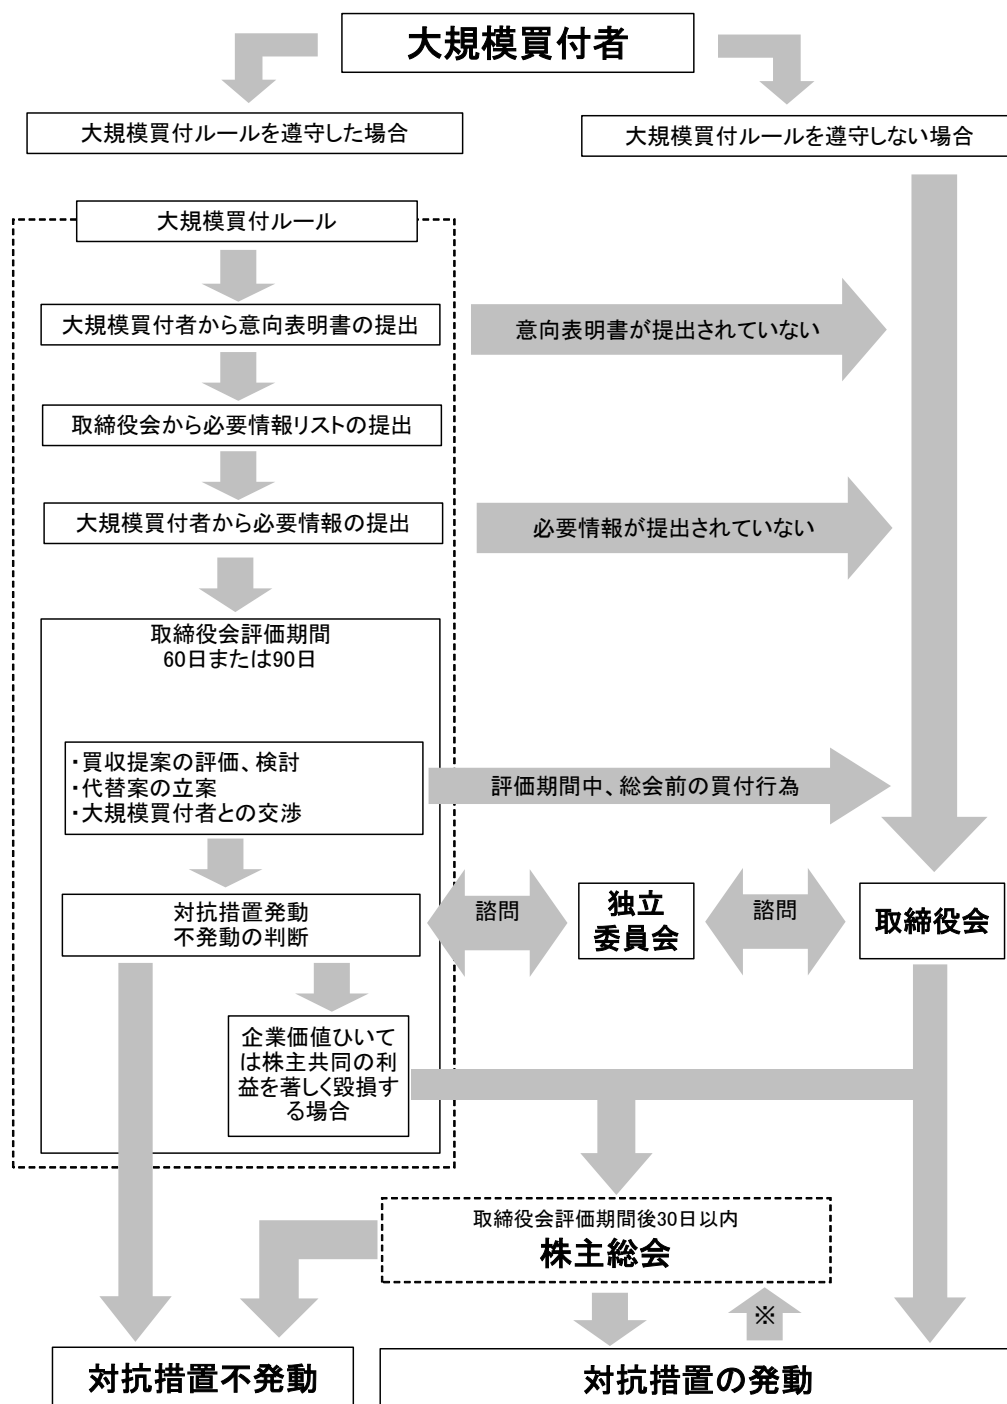 大規模買付者
大規模買付ルールを遵守した場合
大規模買付ルールを遵守しない場合
大規模買付ルール
大規模買付者から意向表明書の提出
意向表明書が提出されていない
取締役会から必要情報リストの提出
大規模買付者から必要情報の提出
必要情報が提出されていない
取締役会評価期間
60日または90日
・買収提案の評価、検討
・代替案の立案
・大規模買付者との交渉
評価期間中、総会前の買付行為
対抗措置発動
不発動の判断
諮問
独立
委員会
諮問
取締役会
企業価値ひいて
は株主共同の利
益を著しく毀損す
る場合
取締役会評価期間後30日以内
株主総会
※
対抗措置不発動
対抗措置の発動